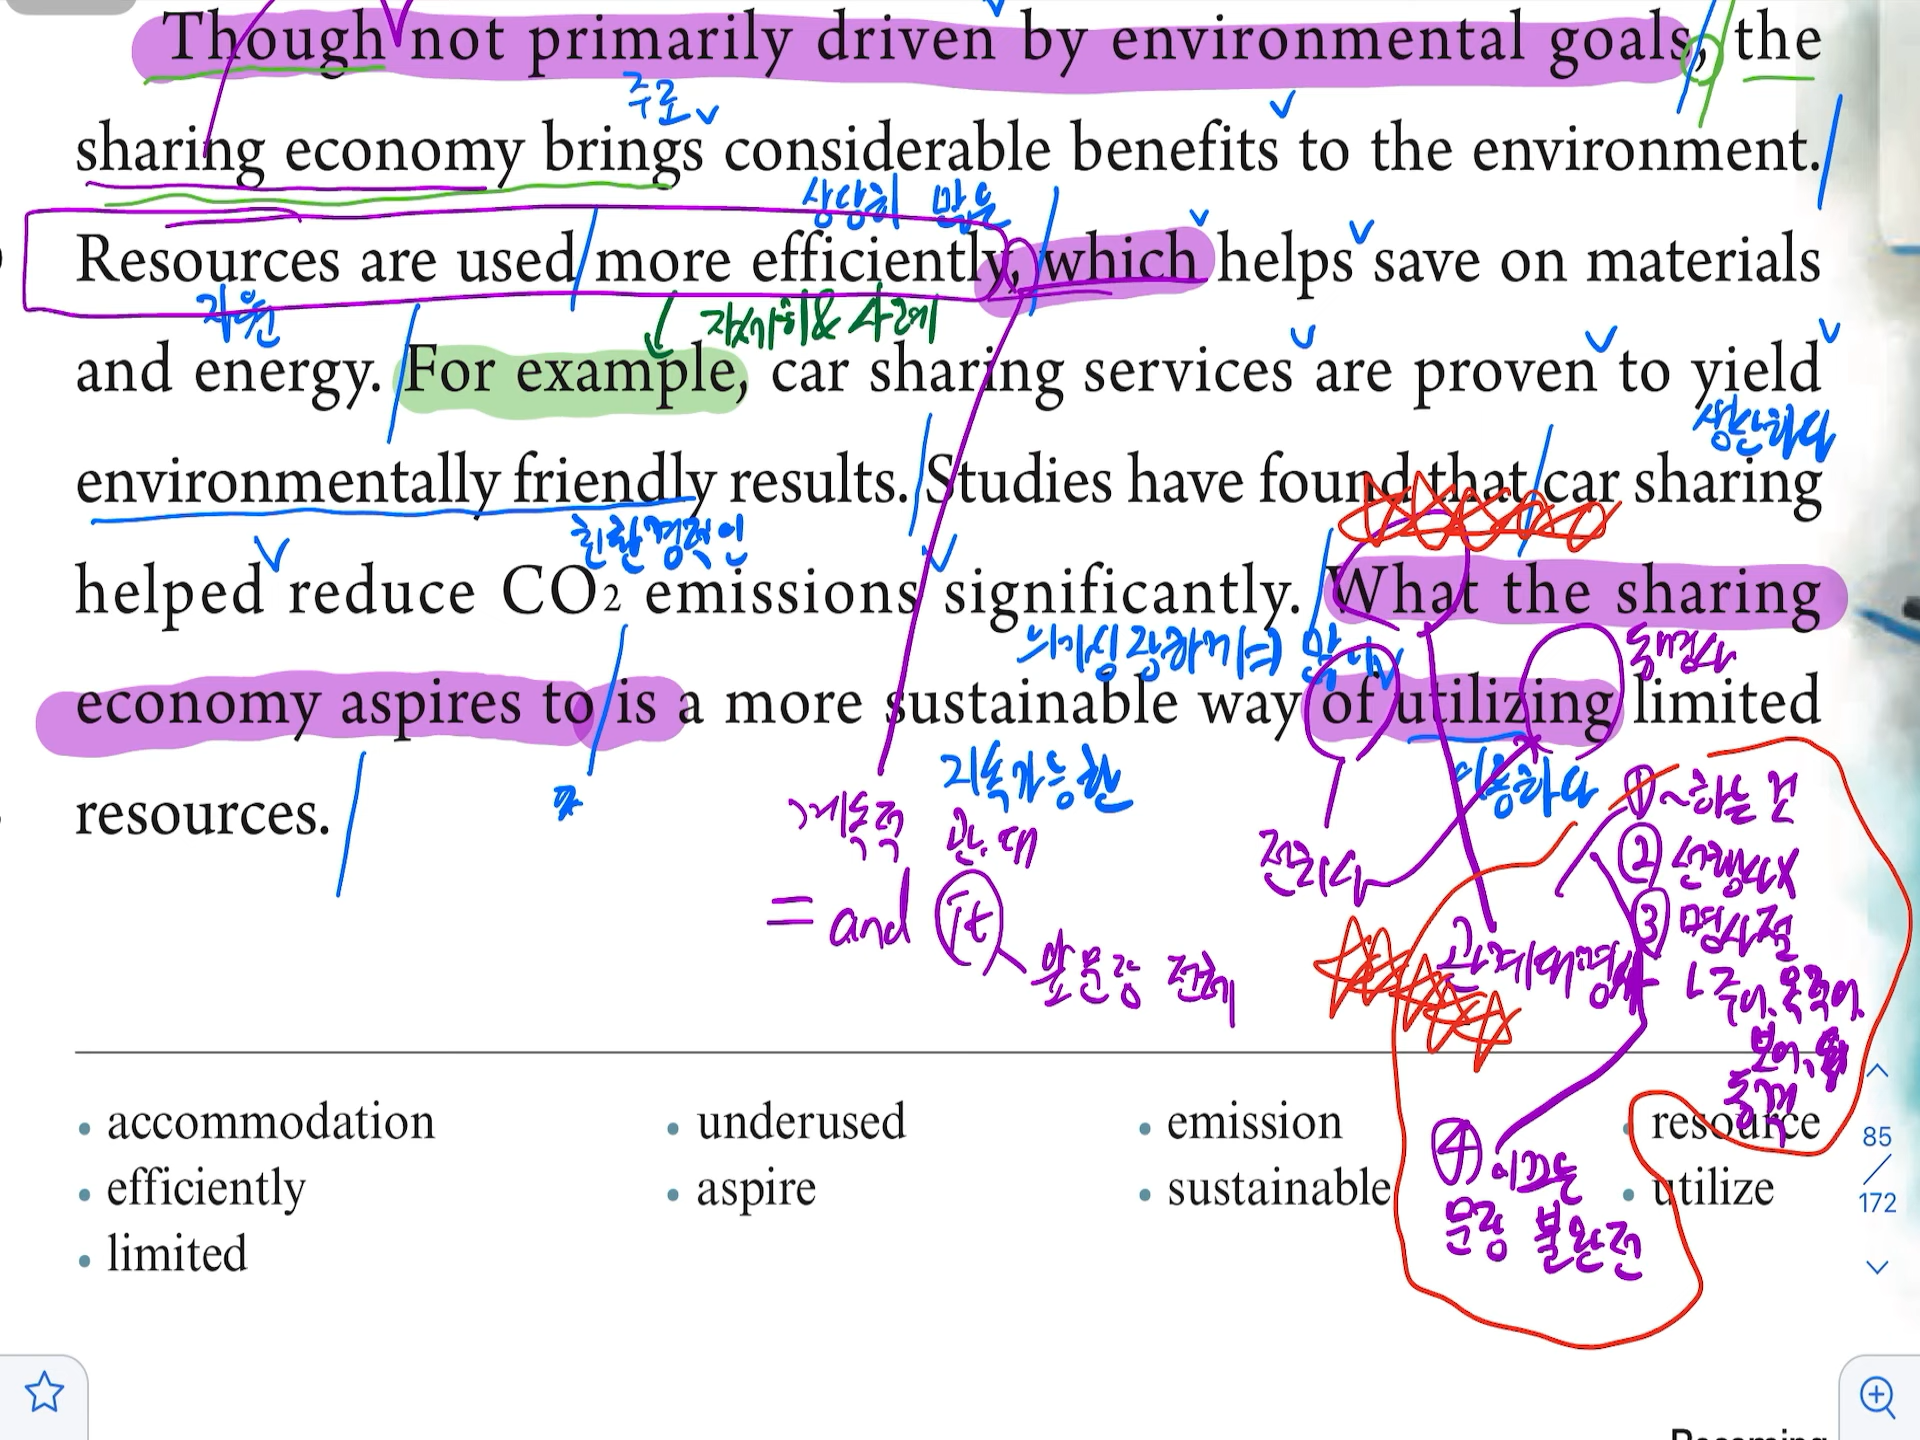 Though not primarily driven by environmental goals, the
주로
sharing economy brings considerable benefits to the environment.
상당히 많은
Resources are used more efficiently, which helps save on materials
자원
자세히& 사례
and energy. For example, car sharing services are proven to yield
생산하다
environmentally friendly results. Studies have found that car sharing
친환경적인
helped reduce CO2 emissions significantly. What the sharing
동명사
economy aspires to is a more sustainable way of utilizing limited
지속가능한
이용하다
resources.
계속적 관.대
= and it
앞문장 전체
전치사
관계대명사
① ~하는 것
② 선행사X
③ 명사절
ㄴ주어, 목적어,
보어,
동격
④ 이끄는
문장 불완전
• accommodation
• underused
• emission
• resource
• efficiently
• aspire
• sustainable
• utilize
• limited
85
/
172